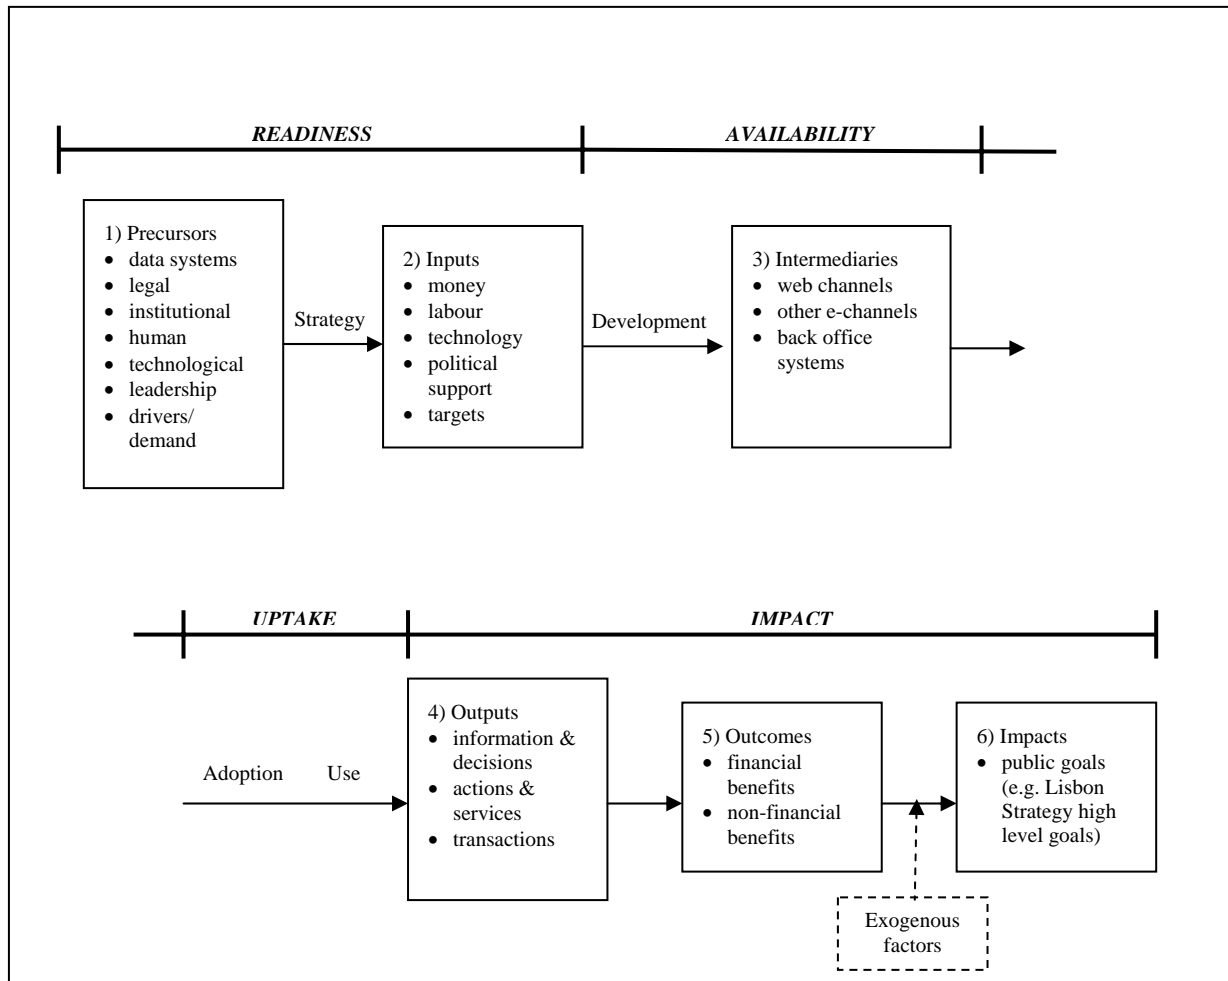 READINESS
AVAILABILITY
1) Precursors
• data systems
• legal
• institutional
• human
• technological
• leadership
• drivers/
demand
Strategy
2) Inputs
• money
• labour
• technology
• political
support
• targets
Development
3) Intermediaries
• web channels
• other e-channels
• back office
systems
UPTAKE
IMPACT
Adoption Use
4) Outputs
• information &
decisions
• actions &
services
• transactions
5) Outcomes
• financial
benefits
• non-financial
benefits
6) Impacts
• public goals
(e.g. Lisbon
Strategy high
level goals)
Exogenous
factors